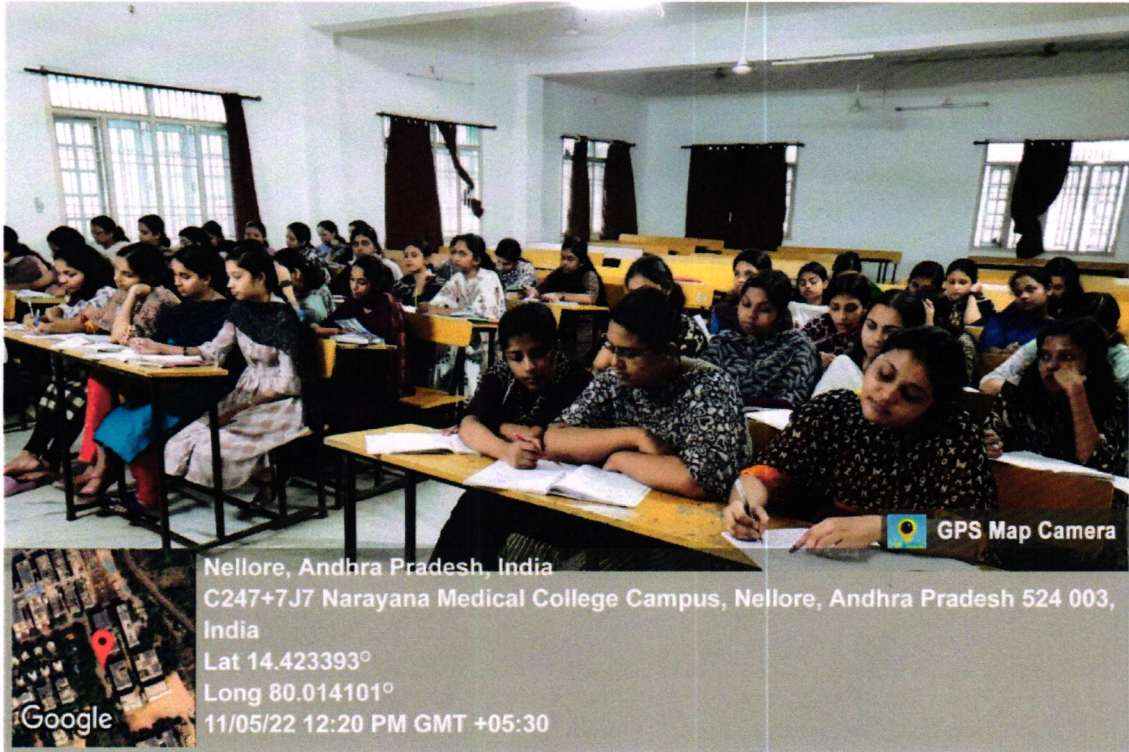 GPS Map Camera
Nellore, Andhra Pradesh, India
C247+7J7 Narayana Medical College Campus, Nellore, Andhra Pradesh 524 003,
India
Lat 14.423393°
Long 80.014101°
11/05/22 12:20 PM GMT +05:30
Google